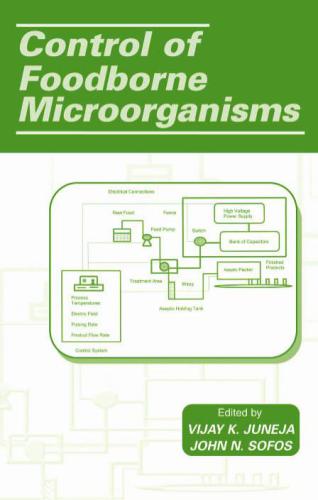 Control of
Foodborne
Microorganisms
Electrical Connections
Raw Food
Fence
High Voltage
Power Supply
Feed Pump
Switch
Bank of Capacitors
Aseptic Packer
Finished
Products
Treatment Area
Aseptic Holding Tank
Process
Temperatures
Electric Field
Pulsing Rate
Product Flow Rate
Control System
Edited by
VIJAY K. JUNEJA
JOHN N. SOFOS